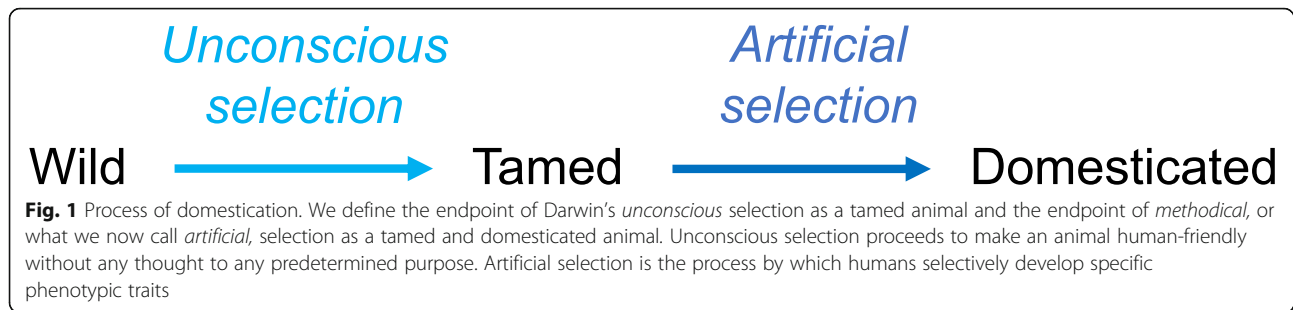 Unconscious selection
Artificial selection
Wild
Tamed
Domesticated
Fig. 1 Process of domestication. We define the endpoint of Darwin's unconscious selection as a tamed animal and the endpoint of methodical, or
what we now call artificial, selection as a tamed and domesticated animal. Unconscious selection proceeds to make an animal human-friendly
without any thought to any predetermined purpose. Artificial selection is the process by which humans selectively develop specific
phenotypic traits